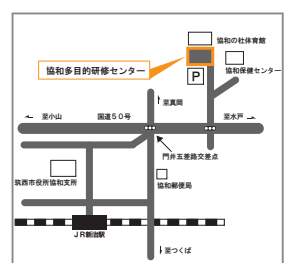 協和の杜体育館
協和多目的研修センター
協和保健センター
P
至真岡
至小山
国道50号
至水戸
門井五差路交差点
筑西市役所協和支所
協和郵便局
JR新治駅
至つくば